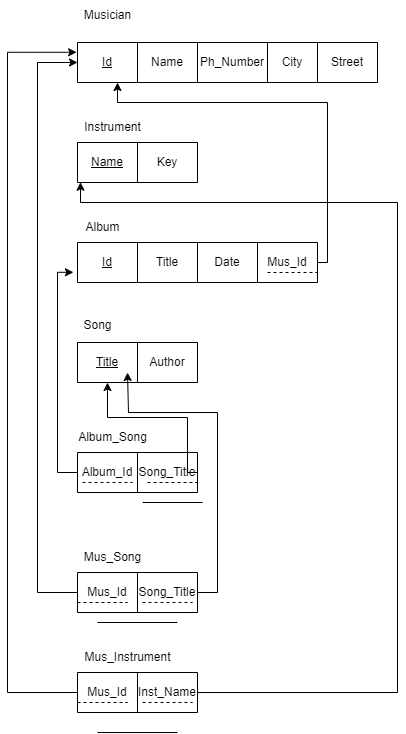 Musician
Id Name Ph_Number City Street
Instrument
Name Key
Album
Id Title Date Mus_Id
Song
Title Author
Album_Song
Album_Id Song_Title
Mus_Song
Mus_Id Song_Title
Mus_Instrument
Mus_Id Inst_Name